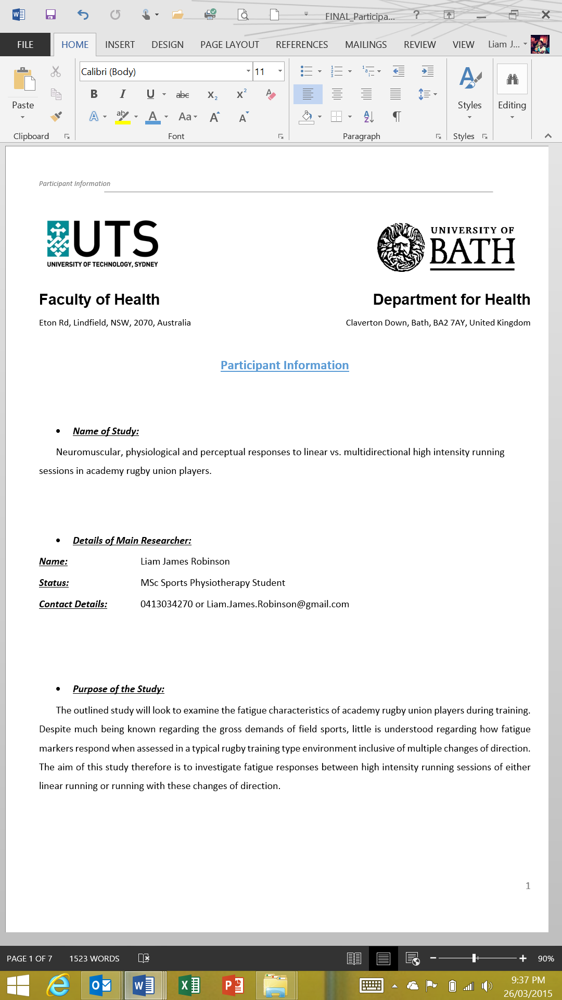 FINAL_Participa...
FILE HOME INSERT DESIGN PAGE LAYOUT REFERENCES MAILINGS REVIEW VIEW Liam J...
Calibri (Body) 11
Paste
Styles
Editing
Clipboard Font Paragraph Styles
Participant Information
UTS
UNIVERSITY OF TECHNOLOGY, SYDNEY
UNIVERSITY OF
BATH
Faculty of Health Department for Health
Eton Rd, Lindfield, NSW, 2070, Australia Claverton Down, Bath, BA2 7AY, United Kingdom
Participant Information
• Name of Study:
Neuromuscular, physiological and perceptual responses to linear vs. multidirectional high intensity running
sessions in academy rugby union players.
• Details of Main Researcher:
Name: Liam James Robinson
Status: MSc Sports Physiotherapy Student
Contact Details: 0413034270 or Liam.James.Robinson@gmail.com
• Purpose of the Study:
The outlined study will look to examine the fatigue characteristics of academy rugby union players during training.
Despite much being known regarding the gross demands of field sports, little is understood regarding how fatigue
markers respond when assessed in a typical rugby training type environment inclusive of multiple changes of direction.
The aim of this study therefore is to investigate fatigue responses between high intensity running sessions of either
linear running or running with these changes of direction.
1
PAGE 1 OF 7 1523 WORDS 90%
9:37 PM
26/03/2015